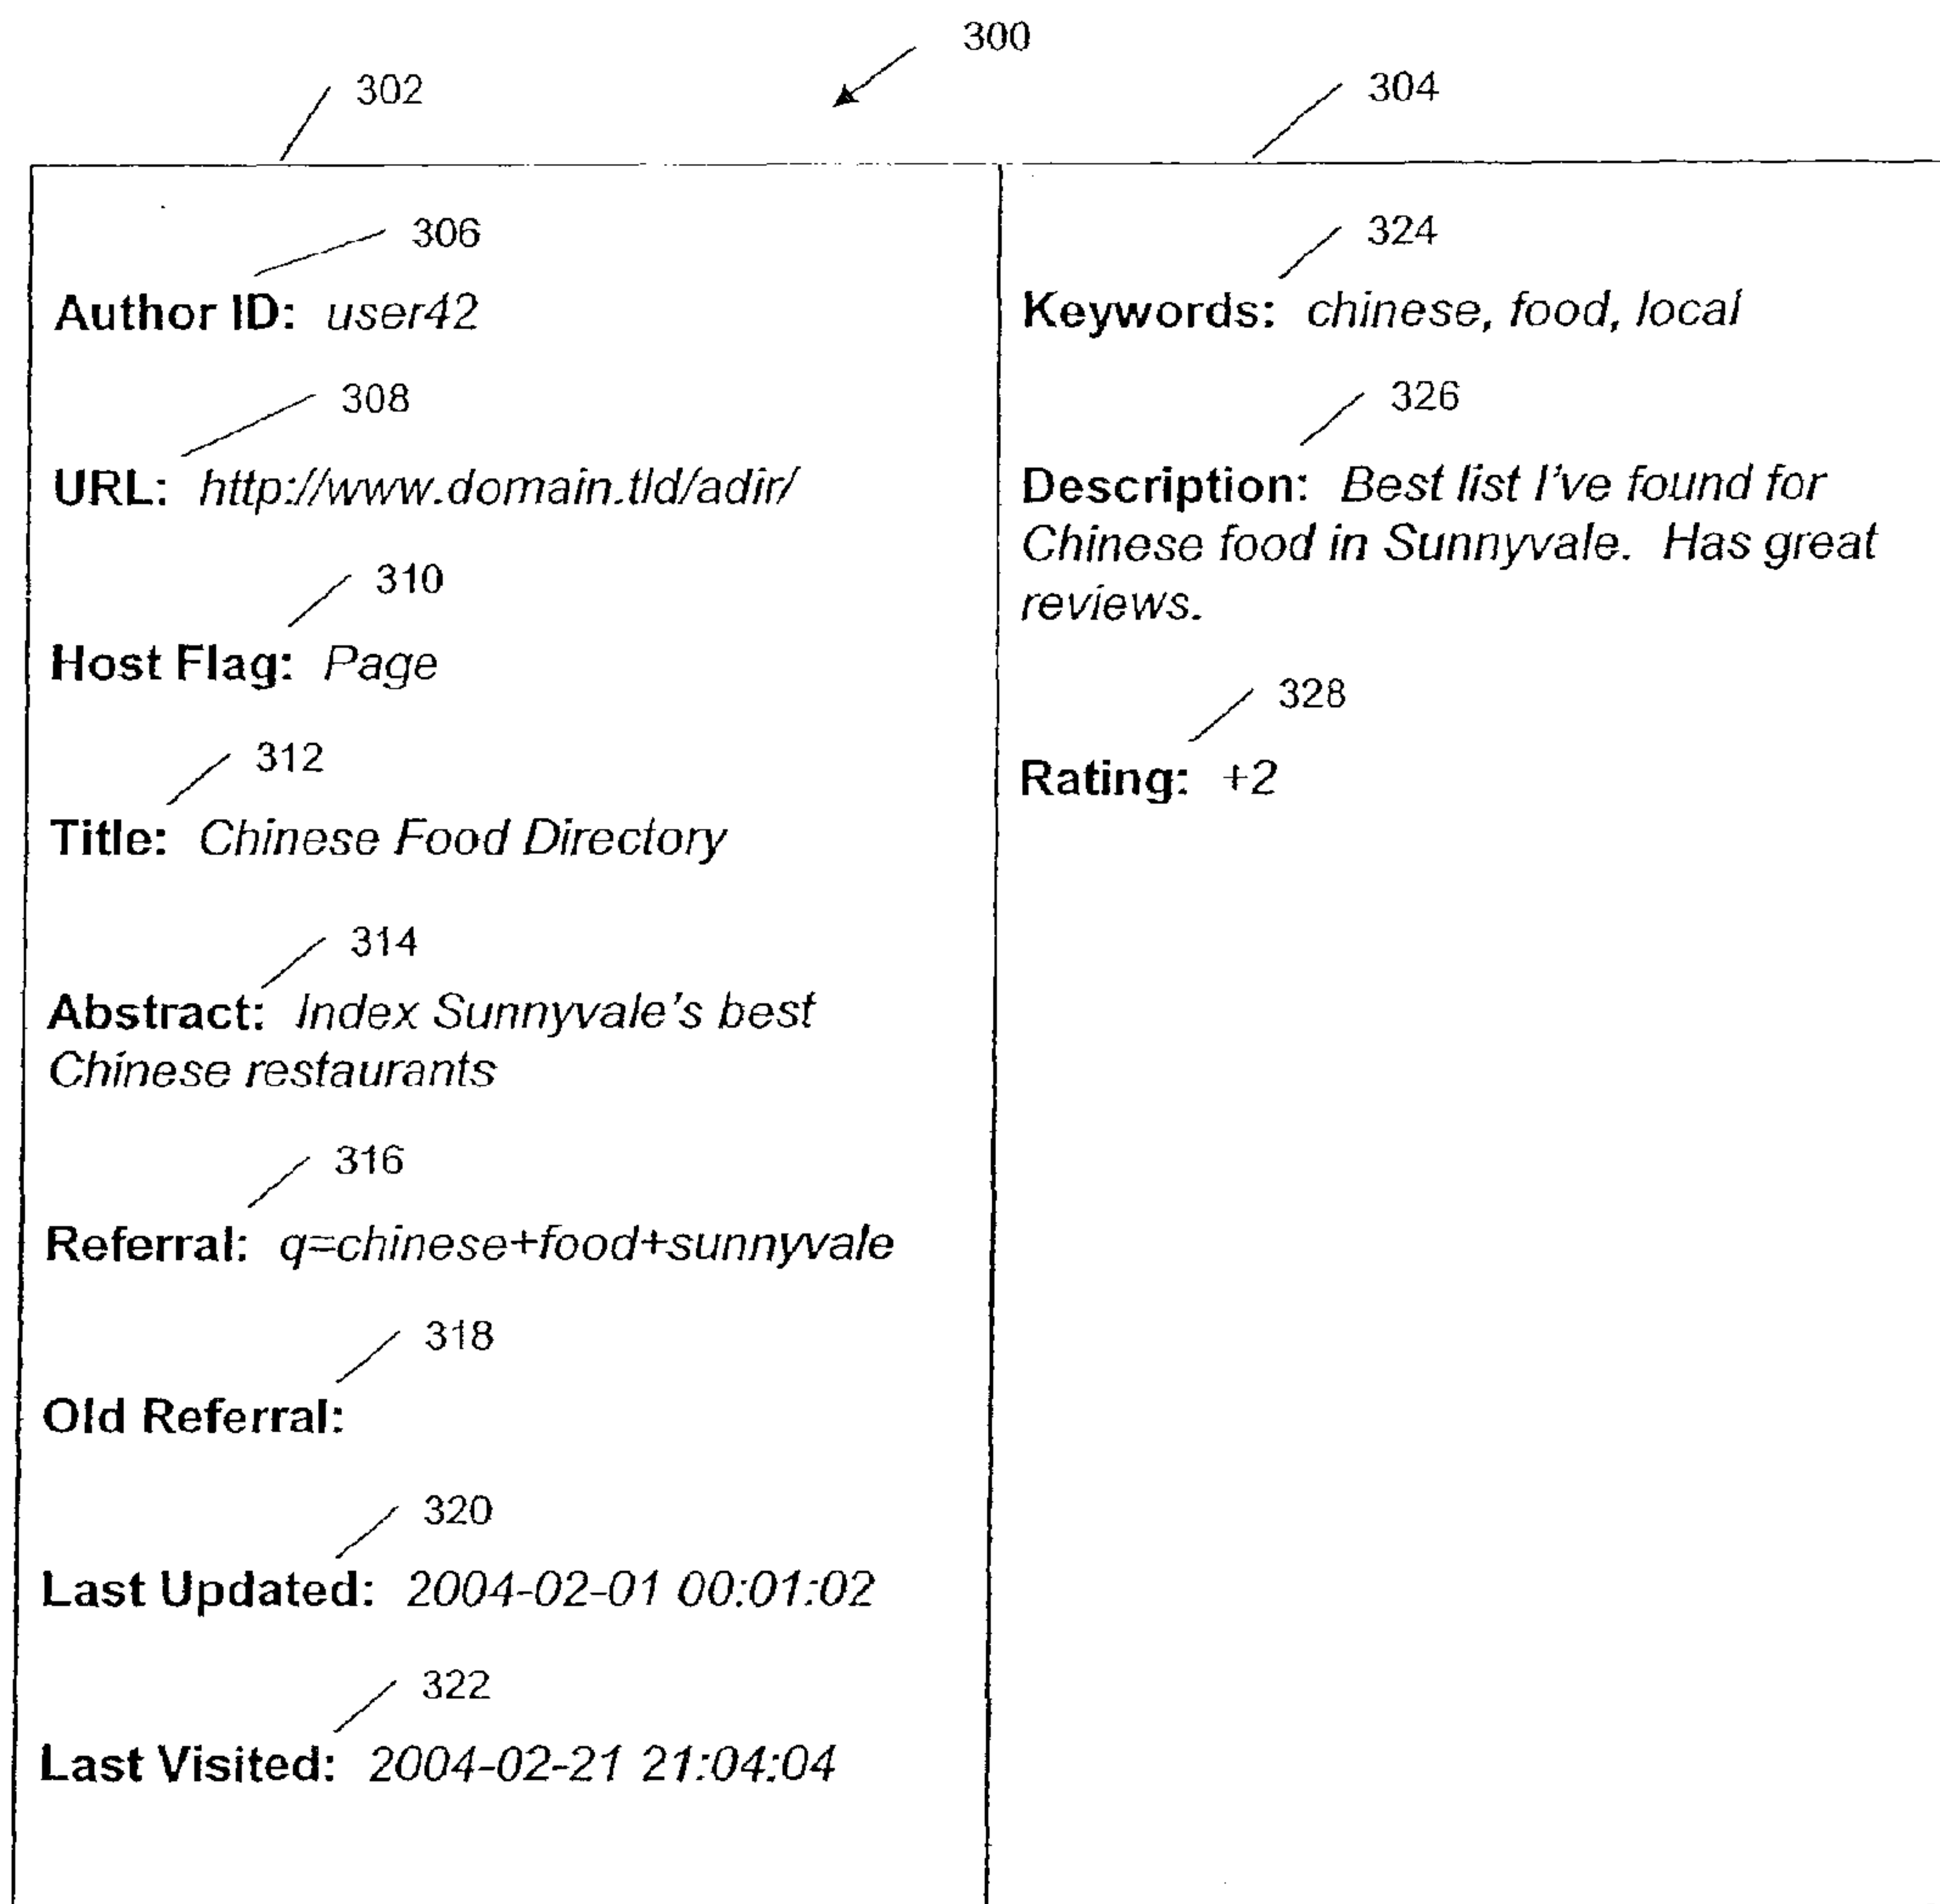 300
302
304
306
Author ID: user42
308
URL: http://www.domain.tld/adir/
310
Host Flag: Page
312
Title: Chinese Food Directory
314
Abstract: Index Sunnyvale's best
Chinese restaurants
316
Referral: q=chinese+food+sunnyvale
318
Old Referral:
320
Last Updated: 2004-02-01 00:01:02
322
Last Visited: 2004-02-21 21:04:04
324
Keywords: chinese, food, local
326
Description: Best list I've found for
Chinese food in Sunnyvale. Has great
reviews.
328
Rating: +2